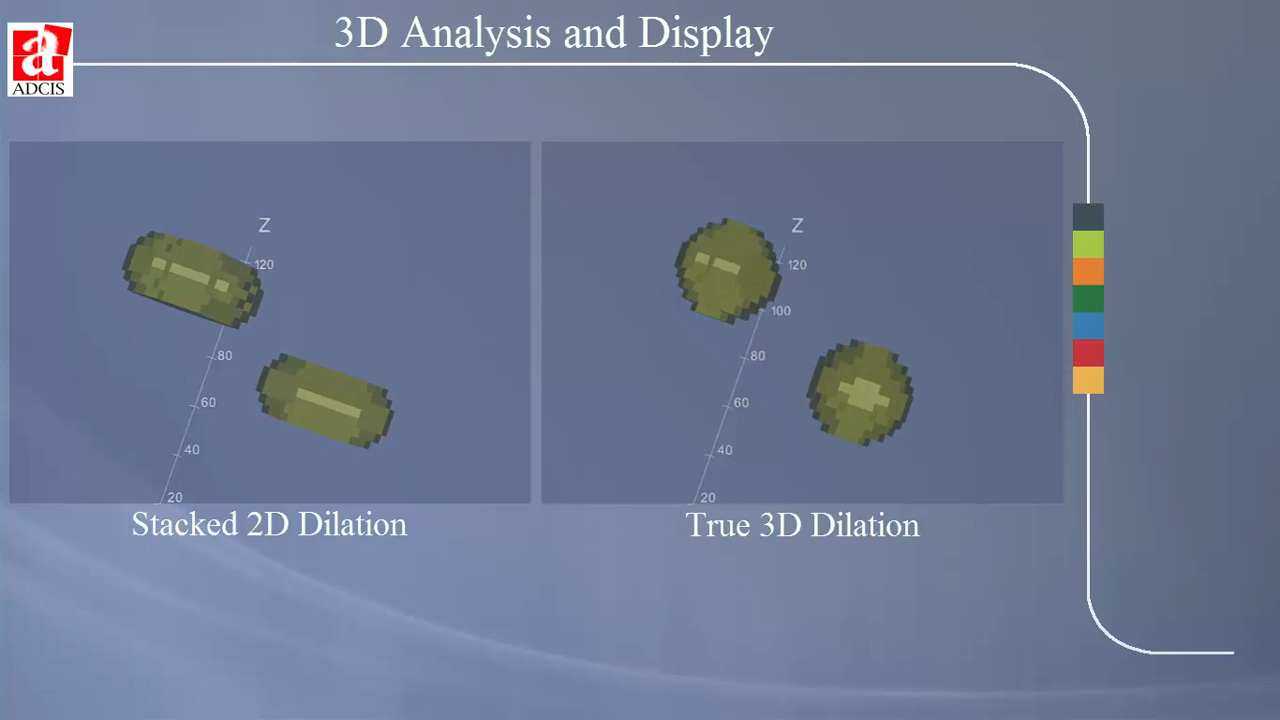 3D Analysis and Display
a
ADCIS
Z
120
80
60
40
20
Stacked 2D Dilation
Z
120
100
80
60
40
20
True 3D Dilation